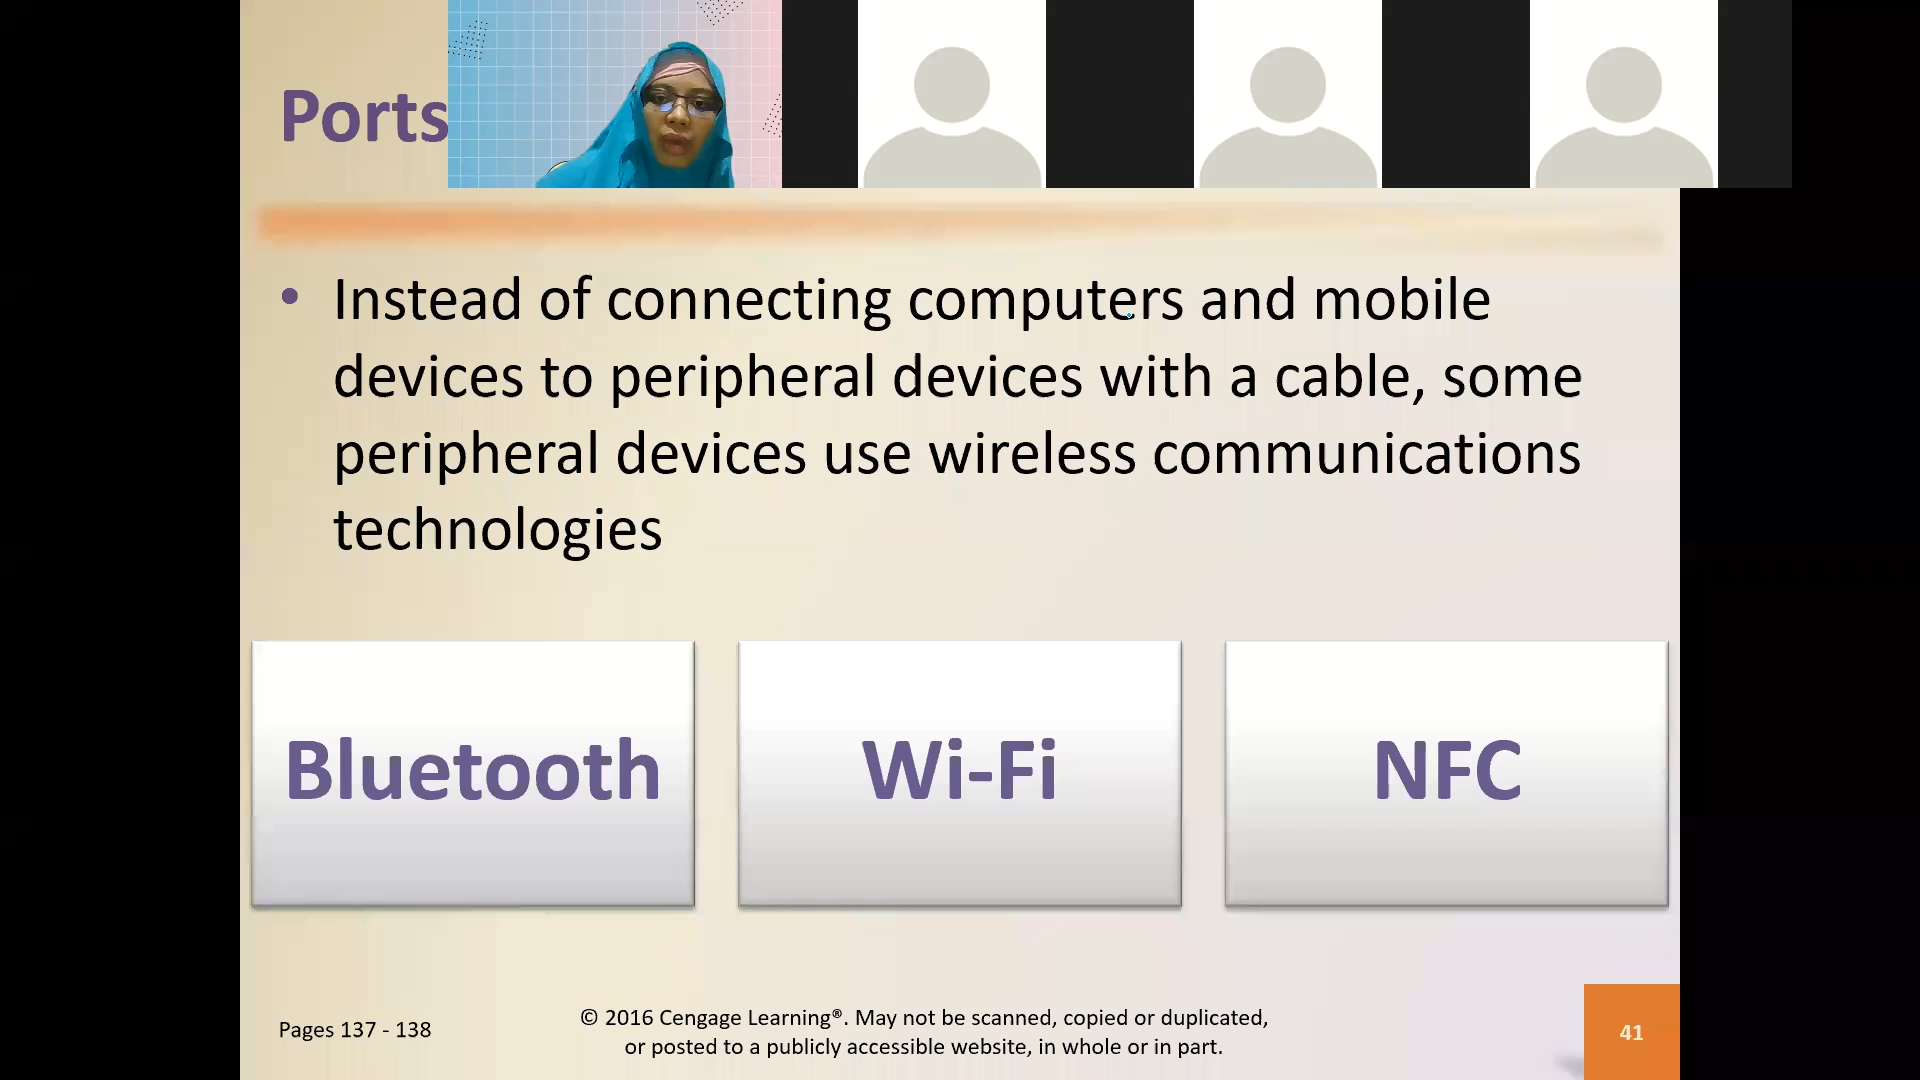 Ports
• Instead of connecting computers and mobile
devices to peripheral devices with a cable, some
peripheral devices use wireless communications
technologies
Bluetooth
Wi-Fi
NFC
Pages 137 - 138
© 2016 Cengage Learning®. May not be scanned, copied or duplicated,
or posted to a publicly accessible website, in whole or in part.
41